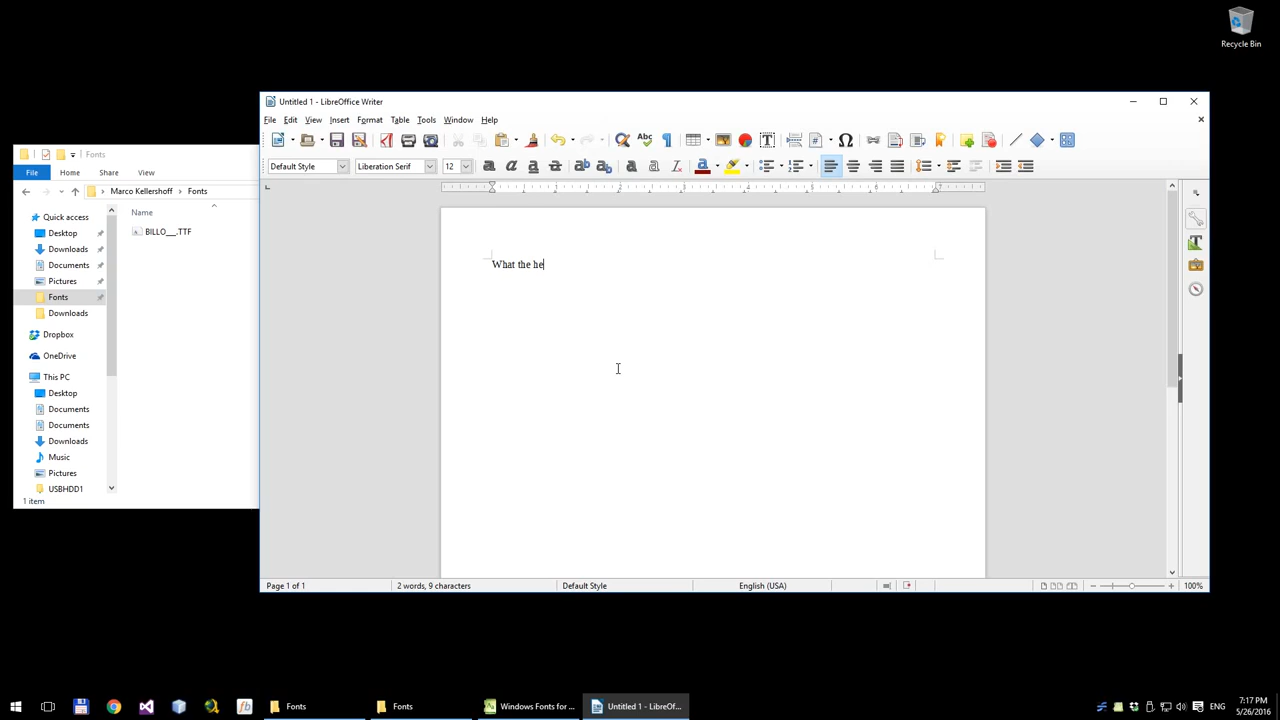 Recycle Bin
Untitled 1 - LibreOffice Writer
File Edit View Insert Format Table Tools Window Help
Default Style Liberation Serif 12
Fonts
File Home Share View
Marco Kellershoff > Fonts
Name
BILLO___.TTF
Quick access
Desktop
Downloads
Documents
Pictures
Fonts
Downloads
Dropbox
OneDrive
This PC
Desktop
Documents
Documents
Downloads
Music
Pictures
USBHDD1
1 item
What the he
Page 1 of 1 2 words, 9 characters Default Style English (USA) 100%
Fonts Fonts Windows Fonts for ... Untitled 1 - LibreOf... ENG 7:17 PM
5/26/2016